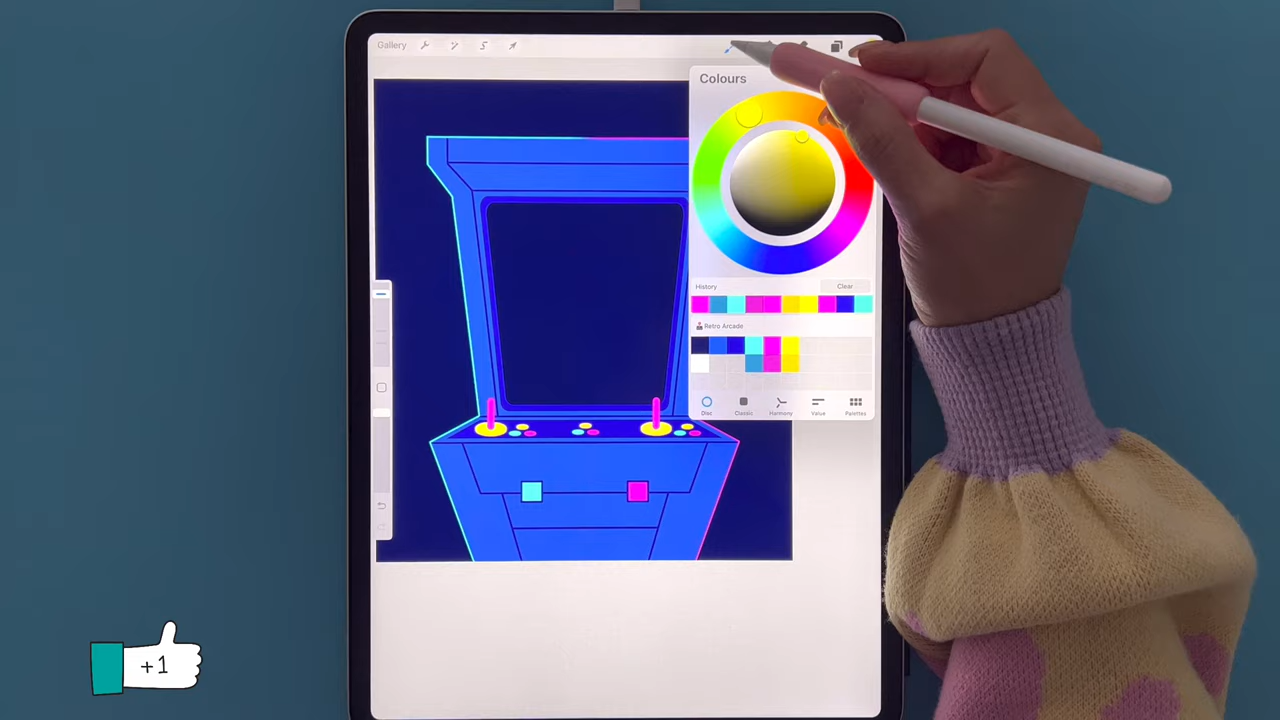 Gallery
Colours
History
Clear
Retro Arcade
Disc
Classic
Harmony
Value
Palettes
+1